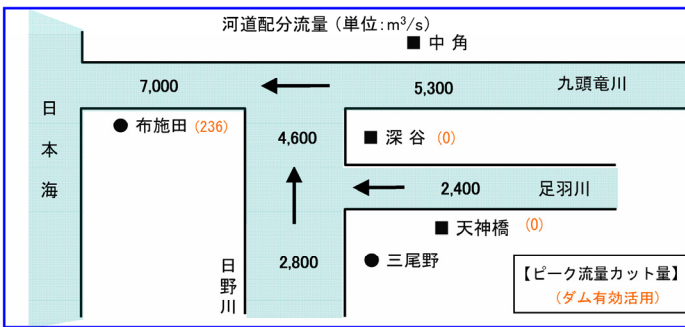 河道配分流量（単位:m³/s）
■ 中 角
7,000
5,300
九頭竜川
日本海
● 布施田 (236)
4,600
■ 深 谷 (0)
2,400
足羽川
■ 天神橋 (0)
日野川
2,800
● 三尾野
【ピーク流量カット量】
(ダム有効活用)